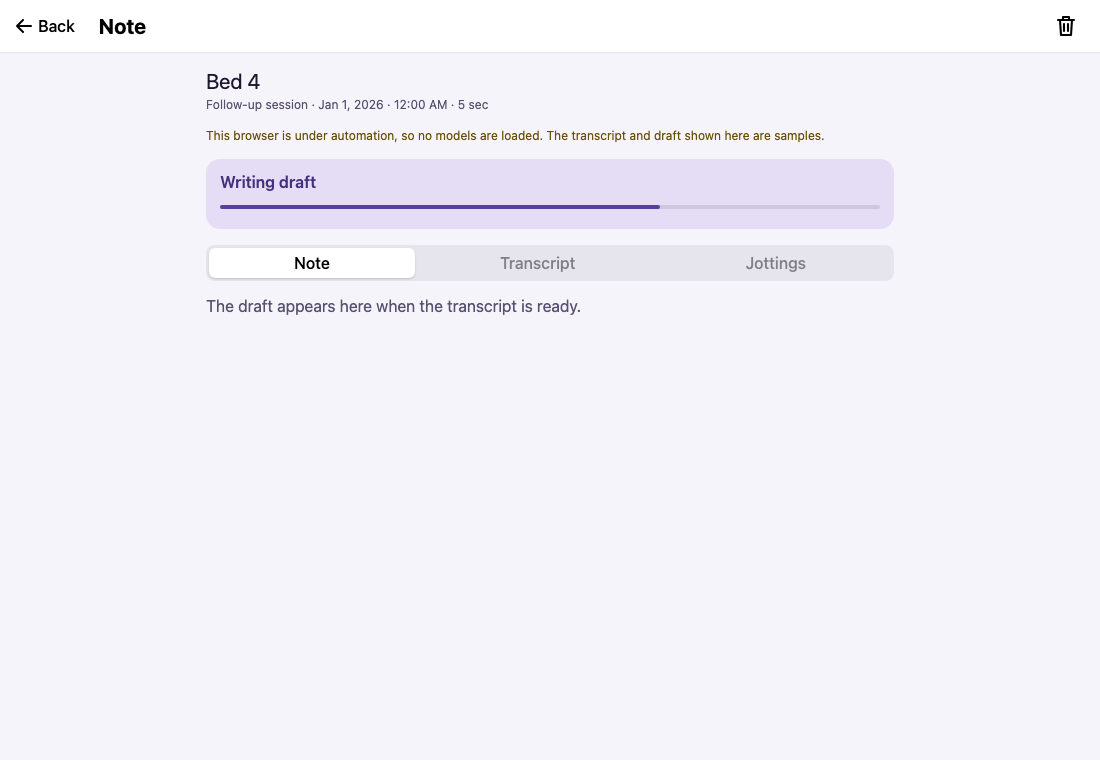 Back
Note
Bed 4
Follow-up session · Jan 1, 2026 · 12:00 AM · 5 sec
This browser is under automation, so no models are loaded. The transcript and draft shown here are samples.
Writing draft
Note
Transcript
Jottings
The draft appears here when the transcript is ready.